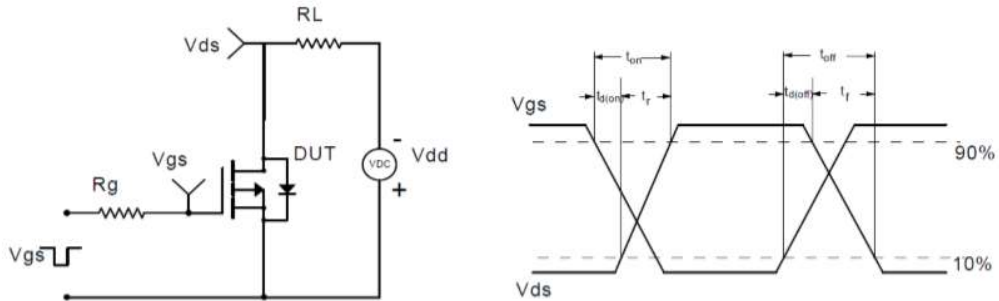 RL
Vds
ton
toff
td(on)
tr
td(off)
tf
Vgs
90%
DUT
-
VDC
Vdd
+
Vgs
Rg
Vgs
10%
Vds